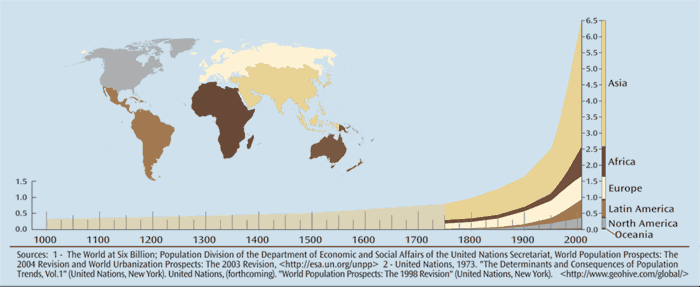 6.5
6.0
5.5
5.0
4.5
4.0
Asia
3.5
3.0
2.5
Africa
2.0
1.5
1.5
Europe
1.0
1.0
Latin America
0.5
0.5
North America
0.0
0.0
Oceania
1000 1100 1200 1300 1400 1500 1600 1700 1800 1900 2000
Sources: 1 - The World at Six Billion; Population Division of the Department of Economic and Social Affairs of the United Nations Secretariat, World Population Prospects: The
2004 Revision and World Urbanization Prospects: The 2003 Revision, <http://esa.un.org/unpp> 2 - United Nations, 1973. "The Determinants and Consequences of Population
Trends, Vol.1" (United Nations, New York). United Nations, (forthcoming). "World Population Prospects: The 1998 Revision" (United Nations, New York). <http://www.geohive.com/global/>